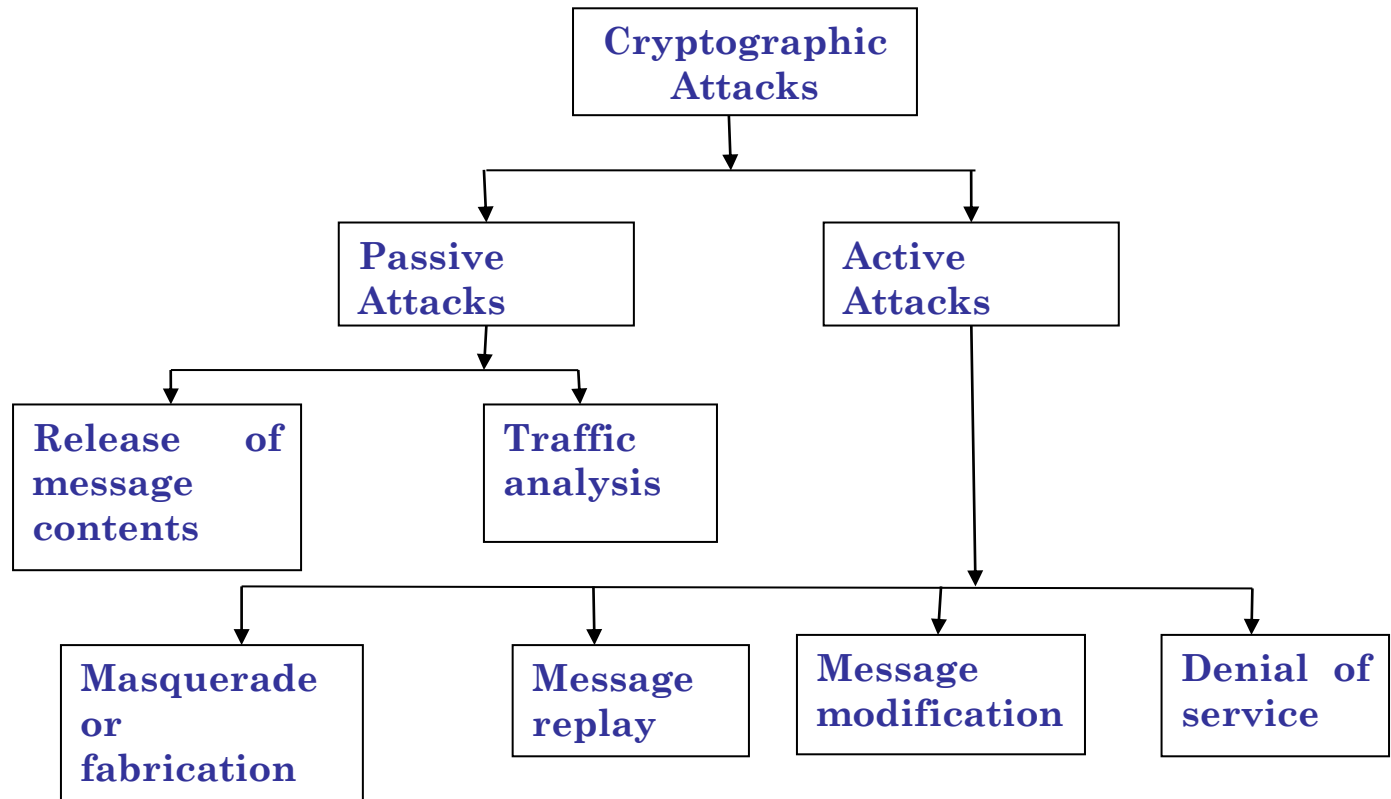 Cryptographic
Attacks
Passive
Attacks
Active
Attacks
Release of
message
contents
Traffic
analysis
Masquerade
or
fabrication
Message
replay
Message
modification
Denial of
service